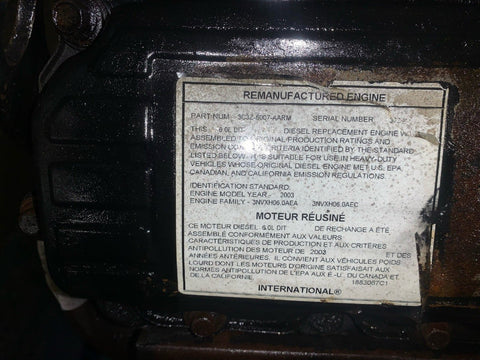 REMANUFACTURED ENGINE
PART NUM. 3C3Z-6007-AARM SERIAL NUMBER
THIS 6.0L DIT DIESEL REPLACEMENT ENGINE
ASSEMBLED TO ORIGINAL PRODUCTION RATINGS AND
EMISSION CRITERIA IDENTIFIED BY THE STANDARD
LISTED BELOW. IT IS SUITABLE FOR USE IN HEAVY-DUTY
VEHICLES WHOSE ORIGINAL DIESEL ENGINE MET U.S. EPA,
CANADIAN, AND CALIFORNIA EMISSION REGULATIONS.
IDENTIFICATION STANDARD:
ENGINE MODEL YEAR - 2003
ENGINE FAMILY - 3NVXH06.0AEA 3NVXH06.0AEC
MOTEUR RÉUSINÉ
CE MOTEUR DIESEL 6.0L DIT DE RECHANGE A ÉTÉ
ASSEMBLÉ CONFORMÉMENT AUX VALEURS
CARACTÉRISTIQUES DE PRODUCTION ET AUX CRITÈRES
ANTIPOLLUTION DES MOTEUR DE 2003 ET DES
ANNÉES ANTÉRIEURES. IL CONVIENT AUX VÉHICULES POIDS
LOURD DONT LES MOTEURS D'ORIGINE SATISFAISAIT AUX
NORMES ANTIPOLLUTION DE L'EPA AUX É.-U., DU CANADA ET
DE LA CALIFORNIE.
1883087C1
INTERNATIONAL®